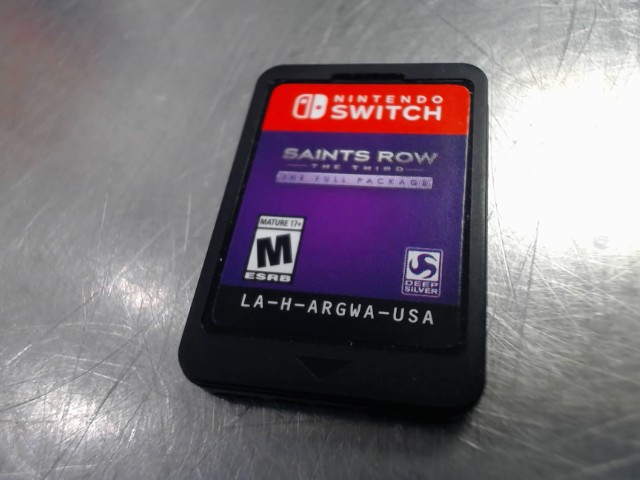 NINTENDO
SWITCH
SAINTS ROW
THE THIRD
THE FULL PACKAGE
MATURE 17+
M
ESRB
DEEP
SILVER
LA-H-ARGWA-USA